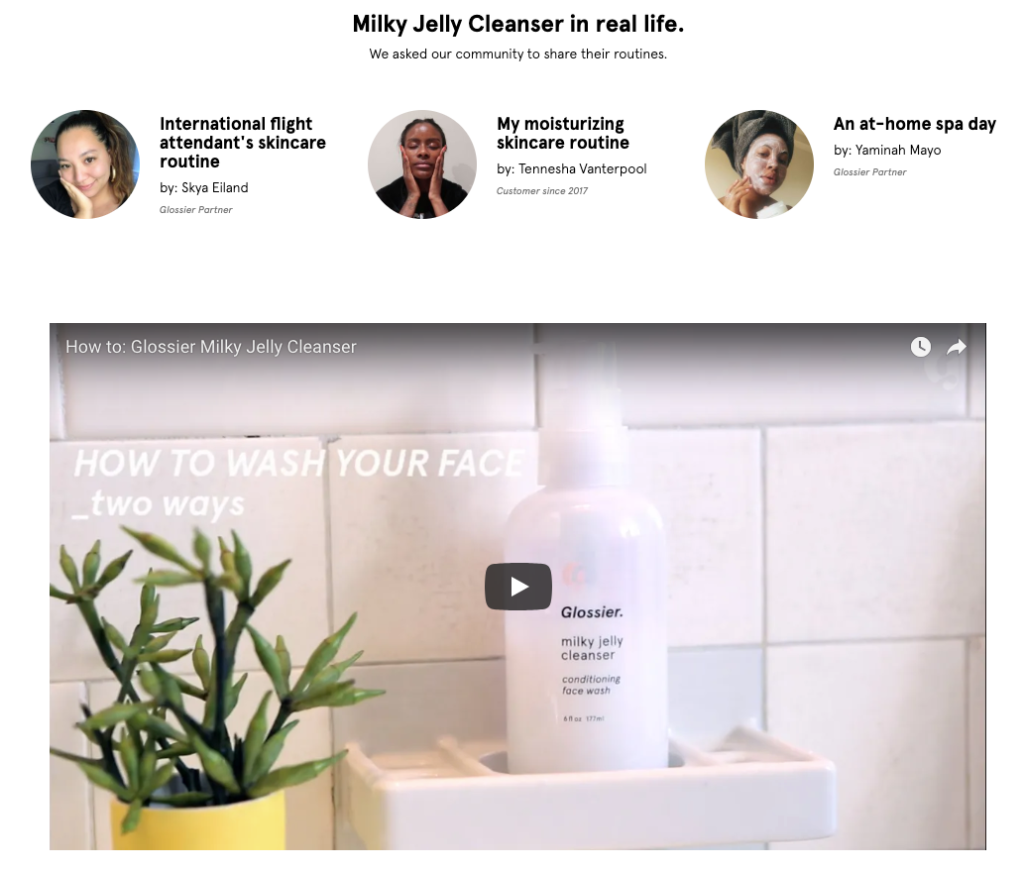 Milky Jelly Cleanser in real life.
We asked our community to share their routines.
International flight
attendant's skincare
routine
by: Skya Eiland
Glossier Partner
My moisturizing
skincare routine
by: Tennesha Vanterpool
Customer since 2017
An at-home spa day
by: Yaminah Mayo
Glossier Partner
How to: Glossier Milky Jelly Cleanser
HOW TO WASH YOUR FACE
_two ways
Glossier.
milky jelly
cleanser
conditioning
face wash
6 fl oz 177ml